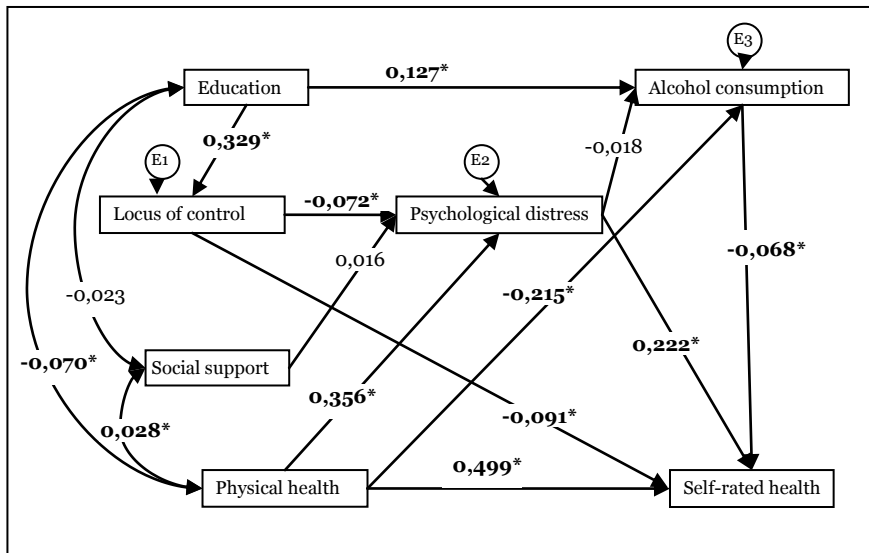 E3
Education
0,127*
Alcohol consumption
0,329*
E1
E2
-0,018
Locus of control
-0,072*
Psychological distress
0,016
-0,068*
-0,023
-0,215*
0,222*
-0,070*
Social support
0,356*
-0,091*
0,028*
0,499*
Physical health
Self-rated health